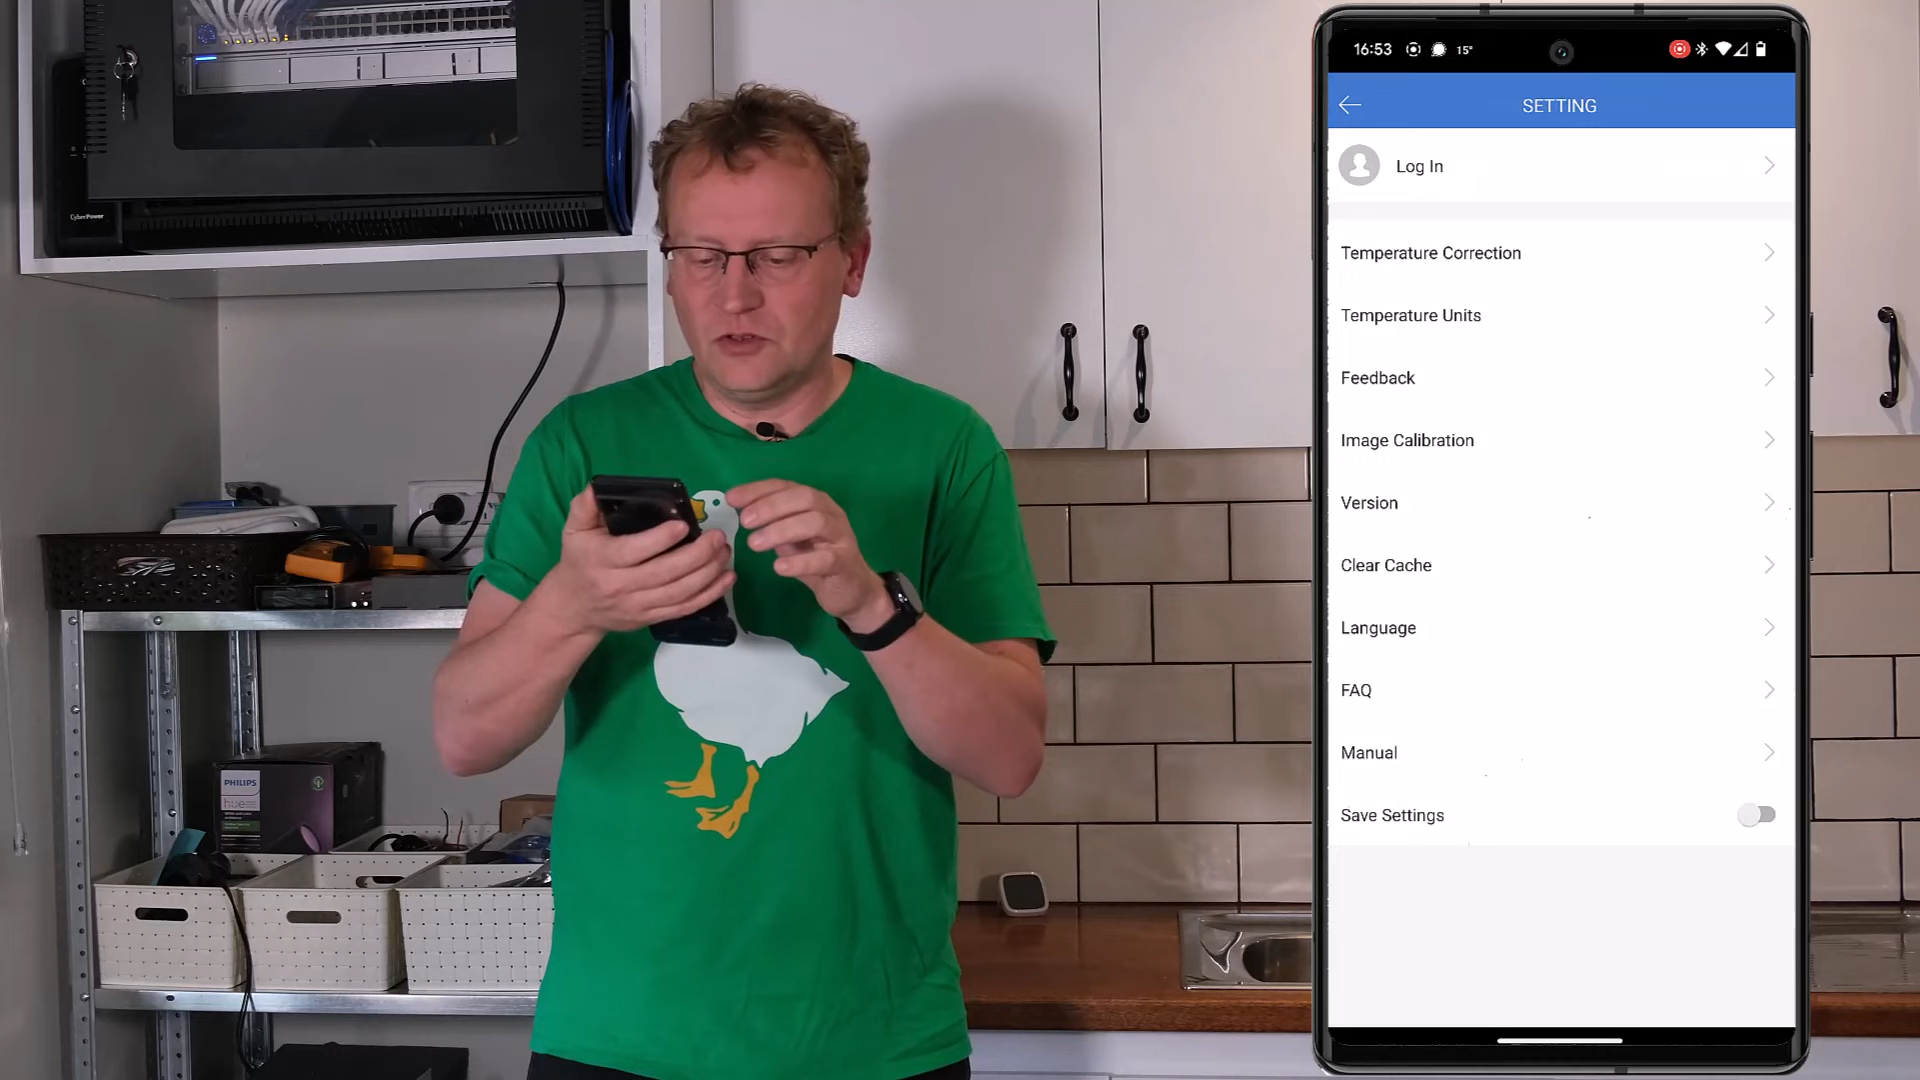 CyberPower
PHILIPS
hue
16:53
15°
SETTING
Log In
Temperature Correction
Temperature Units
Feedback
Image Calibration
Version
Clear Cache
Language
FAQ
Manual
Save Settings